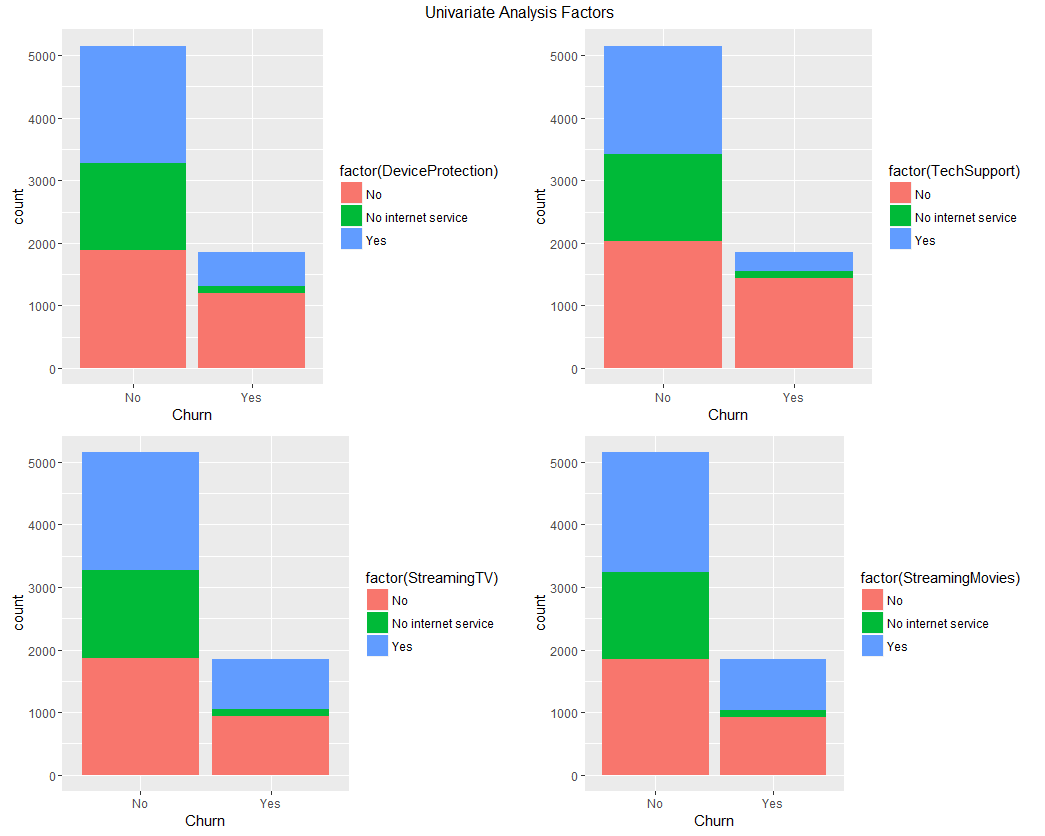 Univariate Analysis Factors
5000
4000
3000
2000
1000
0
count
No
Yes
Churn
factor(DeviceProtection)
No
No internet service
Yes
5000
4000
3000
2000
1000
0
count
No
Yes
Churn
factor(TechSupport)
No
No internet service
Yes
5000
4000
3000
2000
1000
0
count
No
Yes
Churn
factor(StreamingTV)
No
No internet service
Yes
5000
4000
3000
2000
1000
0
count
No
Yes
Churn
factor(StreamingMovies)
No
No internet service
Yes